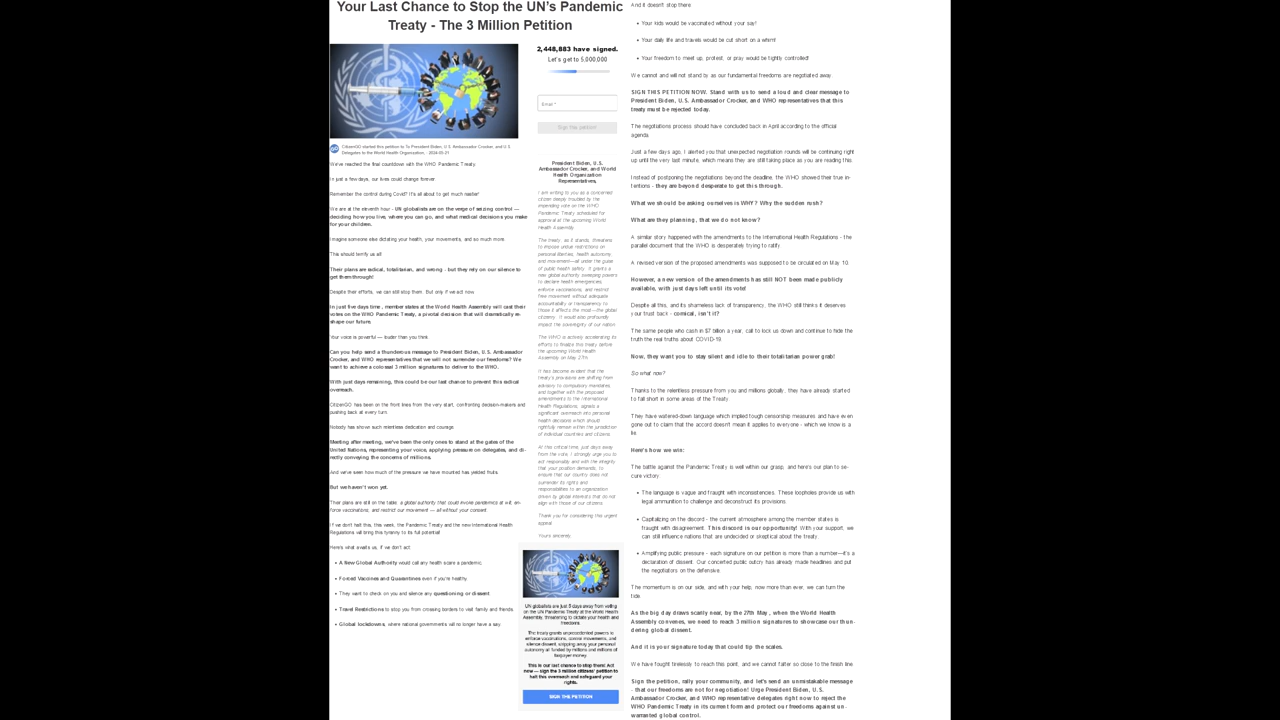 Your Last Chance to Stop the UN's Pandemic
Treaty - The 3 Million Petition
2,448,883 have signed.
Let's get to 5,000,000
Email *
Sign this petition
CitizenGO started this petition to To President Biden, U.S. Ambassador Crocker, and U.S.
Delegates to the World Health Organization, - 2024-05-21
We've reached the final countdown with the WHO Pandemic Treaty.
In just a few days, our lives could change forever.
Remember the control during Covid? It's all about to get much nastier!
We are at the eleventh hour - UN globalists are on the verge of seizing control —
deciding how you live, where you can go, and what medical decisions you make
for your children.
Imagine someone else dictating your health, your movements, and so much more.
This should terrify us all!
Their plans are radical, totalitarian, and wrong - but they rely on our silence to
get them through!
Despite their efforts, we can still stop them. But only if we act now.
In just five days time, member states at the World Health Assembly will cast their
votes on the WHO Pandemic Treaty, a pivotal decision that will dramatically re-
shape our future.
Your voice is powerful — louder than you think.
Can you help send a thunderous message to President Biden, U.S. Ambassador
Crocker, and WHO representatives that we will not surrender our freedoms? We
want to achieve a colossal 3 million signatures to deliver to the WHO.
With just days remaining, this could be our last chance to prevent this radical
overreach.
CitizenGO has been on the front lines from the very start, confronting decision-makers and
pushing back at every turn.
Nobody has shown such relentless dedication and courage.
Meeting after meeting, we've been the only ones to stand at the gates of the
United Nations, representing your voice, applying pressure on delegates, and di-
rectly conveying the concerns of millions.
And we've seen how much of the pressure we have mounted has yielded fruits.
But we haven't won yet.
Their plans are still on the table: a global authority that could invoke pandemics at will, en-
force vaccinations, and restrict our movement — all without your consent.
If we don't halt this, this week, the Pandemic Treaty and the new International Health
Regulations will bring this tyranny to its full potential!
Here's what awaits us, if we don't act:
• A New Global Authority would call any health scare a pandemic.
• Forced Vaccines and Quarantines even if you're healthy.
• They want to check on you and silence any questioning or dissent.
• Travel Restrictions to stop you from crossing borders to visit family and friends.
• Global lockdowns, where national governments will no longer have a say.
President Biden, U.S.
Ambassador Crocker, and World
Health Organization
Representatives,
I am writing to you as a concerned
citizen deeply troubled by the
impending vote on the WHO
Pandemic Treaty scheduled for
approval at the upcoming World
Health Assembly.
The treaty, as it stands, threatens
to impose undue restrictions on
personal liberties, health autonomy,
and movement—all under the guise
of public health safety. It grants a
new global authority sweeping powers
to declare health emergencies,
enforce vaccinations, and restrict
free movement without adequate
accountability or transparency to
those it affects the most—the global
citizenry. It would also profoundly
impact the sovereignty of our nation.
The WHO is actively accelerating its
efforts to finalize this treaty before
the upcoming World Health
Assembly on May 27th.
It has become evident that the
treaty's provisions are shifting from
advisory to compulsory mandates,
and together with the proposed
amendments to the International
Health Regulations, signals a
significant overreach into personal
health decisions which should
rightfully remain within the jurisdiction
of individual countries and citizens.
At this critical time, just days away
from the vote, I strongly urge you to
act responsibly and with the integrity
that your position demands, to
ensure that our country does not
surrender its rights and
responsibilities to an organization
driven by global interests that do not
align with those of our citizens.
Thank you for considering this urgent
appeal.
Yours sincerely,
UN globalists are just 5 days away from voting
on the UN Pandemic Treaty at the World Health
Assembly, threatening to dictate your health and
freedoms.
The treaty grants unprecedented powers to
enforce vaccinations, control movements, and
silence dissent, stripping away your personal
autonomy at funded by millions and millions of
taxpayer money.
This is our last chance to stop them: Act
now — sign the 3 million citizens' petition to
halt this overreach and safeguard your
rights.
SIGN THE PETITION
And it doesn't stop there:
• Your kids would be vaccinated without your say!
• Your daily life and travels would be cut short on a whim!
• Your freedom to meet up, protest, or pray would be tightly controlled!
We cannot and will not stand by as our fundamental freedoms are negotiated away.
SIGN THIS PETITION NOW. Stand with us to send a loud and clear message to
President Biden, U.S. Ambassador Crocker, and WHO representatives that this
treaty must be rejected today.
The negotiations process should have concluded back in April according to the official
agenda.
Just a few days ago, I alerted you that unexpected negotiation rounds will be continuing right
up until the very last minute, which means they are still taking place as you are reading this.
Instead of postponing the negotiations beyond the deadline, the WHO showed their true in-
tentions - they are beyond desperate to get this through.
What we should be asking ourselves is WHY? Why the sudden rush?
What are they planning, that we do not know?
A similar story happened with the amendments to the International Health Regulations - the
parallel document that the WHO is desperately trying to ratify.
A revised version of the proposed amendments was supposed to be circulated on May 10.
However, a new version of the amendments has still NOT been made publicly
available, with just days left until its vote!
Despite all this, and its shameless lack of transparency, the WHO still thinks it deserves
your trust back - comical, isn't it?
The same people who cash in $7 billion a year, call to lock us down and continue to hide the
truth the real truths about COVID-19.
Now, they want you to stay silent and idle to their totalitarian power grab!
So what now?
Thanks to the relentless pressure from you and millions globally, they have already started
to fall short in some areas of the Treaty.
They have watered-down language which implied tough censorship measures and have even
gone out to claim that the accord doesn't mean it applies to everyone - which we know is a
lie.
Here's how we win:
The battle against the Pandemic Treaty is well within our grasp, and here's our plan to se-
cure victory.
• The language is vague and fraught with inconsistencies. These loopholes provide us with
legal ammunition to challenge and deconstruct its provisions.
• Capitalizing on the discord - the current atmosphere among the member states is
fraught with disagreement. This discord is our opportunity! With your support, we
can still influence nations that are undecided or skeptical about the treaty.
• Amplifying public pressure - each signature on our petition is more than a number—it's a
declaration of dissent. Our concerted public outcry has already made headlines and put
the negotiators on the defensive.
The momentum is on our side, and with your help, now more than ever, we can turn the
tide.
As the big day draws scarily near, by the 27th May, when the World Health
Assembly convenes, we need to reach 3 million signatures to showcase our thun-
dering global dissent.
And it is your signature today that could tip the scales.
We have fought tirelessly to reach this point, and we cannot falter so close to the finish line.
Sign the petition, rally your community, and let's send an unmistakable message
- that our freedoms are not for negotiation! Urge President Biden, U.S.
Ambassador Crocker, and WHO representative delegates right now to reject the
WHO Pandemic Treaty in its current form and protect our freedoms against un-
warranted global control.